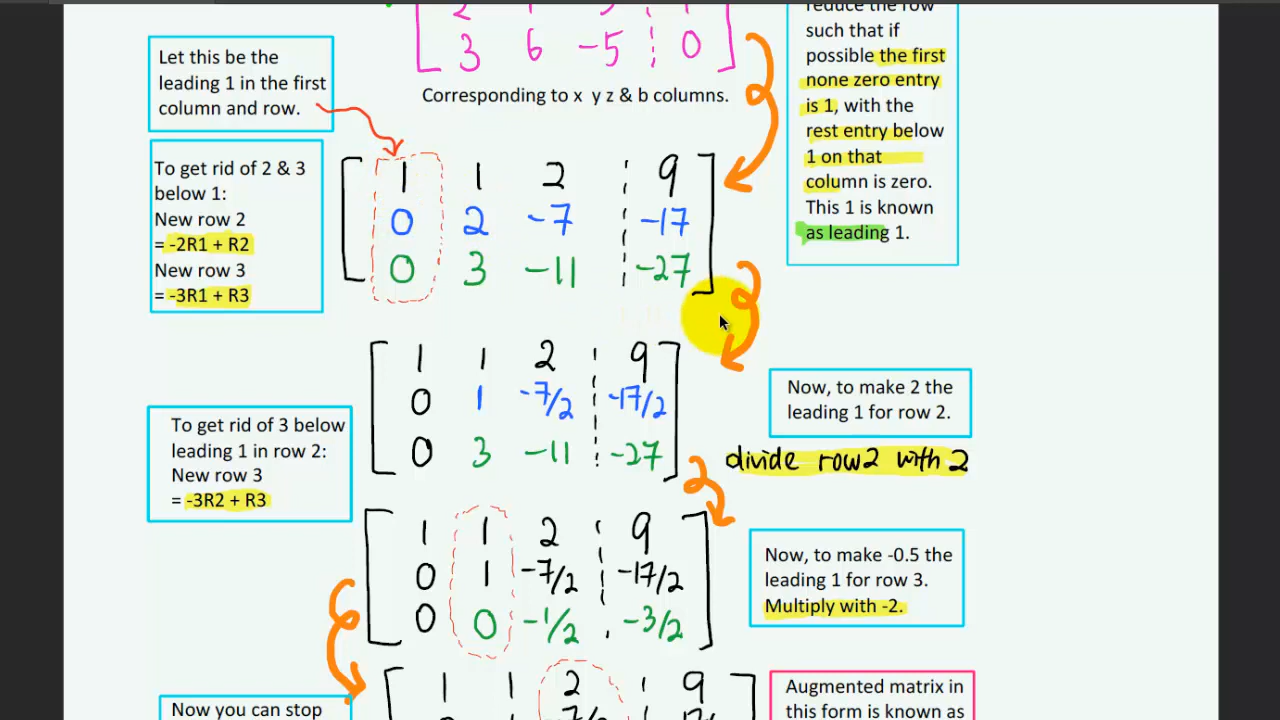 reduce the row
such that if
possible the first
none zero entry
is 1, with the
rest entry below
1 on that
column is zero.
This 1 is known
as leading 1.
3 6 -5 0
Corresponding to x y z & b columns.
Let this be the
leading 1 in the first
column and row.
To get rid of 2 & 3
below 1:
New row 2
= -2R1 + R2
New row 3
= -3R1 + R3
1 1 2 9
0 2 -7 -17
0 3 -11 -27
1 1 2 9
0 1 -7/2 -17/2
0 3 -11 -27
Now, to make 2 the
leading 1 for row 2.
divide row2 with 2
To get rid of 3 below
leading 1 in row 2:
New row 3
= -3R2 + R3
1 1 2 9
0 1 -7/2 -17/2
0 0 -1/2 -3/2
Now, to make -0.5 the
leading 1 for row 3.
Multiply with -2.
1 1 2 9
Now you can stop
Augmented matrix in
this form is known as